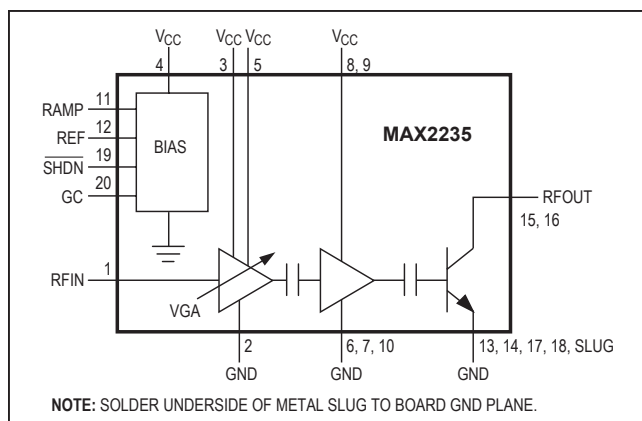 VCC VCC VCC VCC
4 3 5 8, 9
MAX2235
RAMP 11
REF 12
BIAS
SHDN 19
GC 20
RFOUT
15, 16
RFIN 1
VGA
2 6, 7, 10 13, 14, 17, 18, SLUG
GND GND GND
NOTE: SOLDER UNDERSIDE OF METAL SLUG TO BOARD GND PLANE.